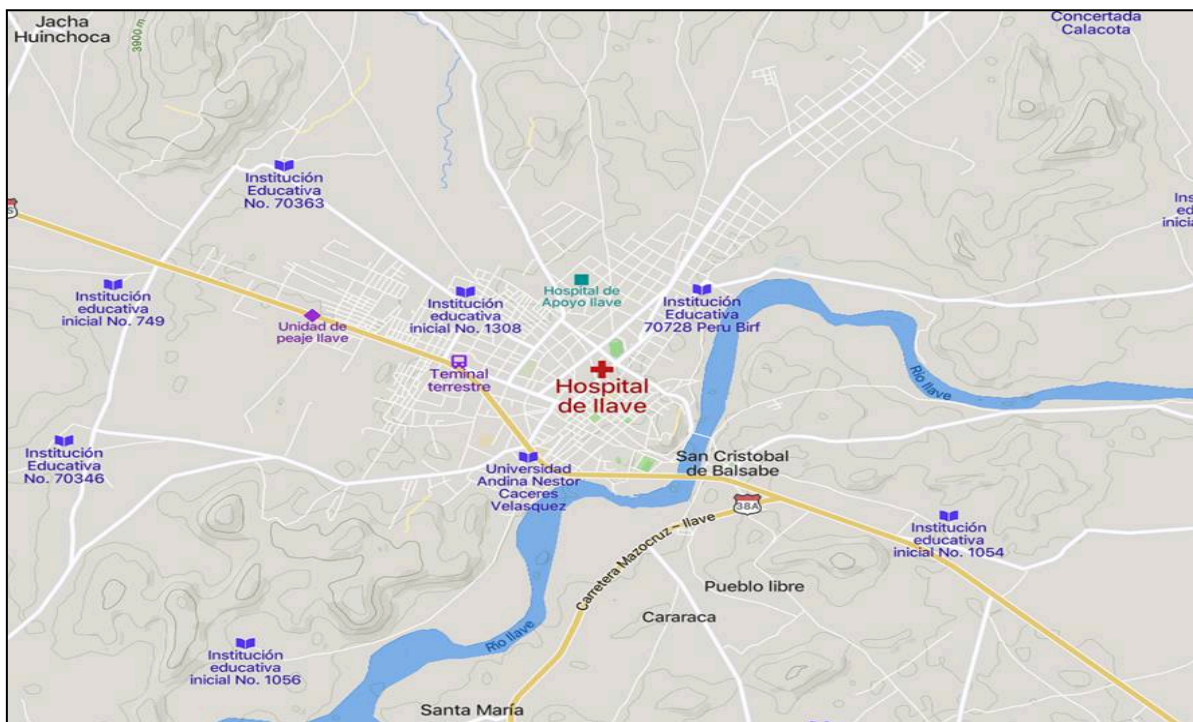 Jacha
Huinchoca
3900 m
Concertada
Calacota
Institución
Educativa
No. 70363
Institución
educativa
inicial No. 749
Unidad de
peaje Ilave
Institución
educativa
inicial No. 1308
Hospital de
Apoyo Ilave
Institución
Educativa
70728 Peru Birf
Teminal
terrestre
Hospital
de Ilave
Río Ilave
Institución
Educativa
No. 70346
Universidad
Andina Nestor
Caceres
Velasquez
San Cristobal
de Balsabe
38A
Carretera Mazocruz – Ilave
Institución
educativa
inicial No. 1054
Pueblo libre
Cararaca
Río Ilave
Institución
educativa
inicial No. 1056
Santa María